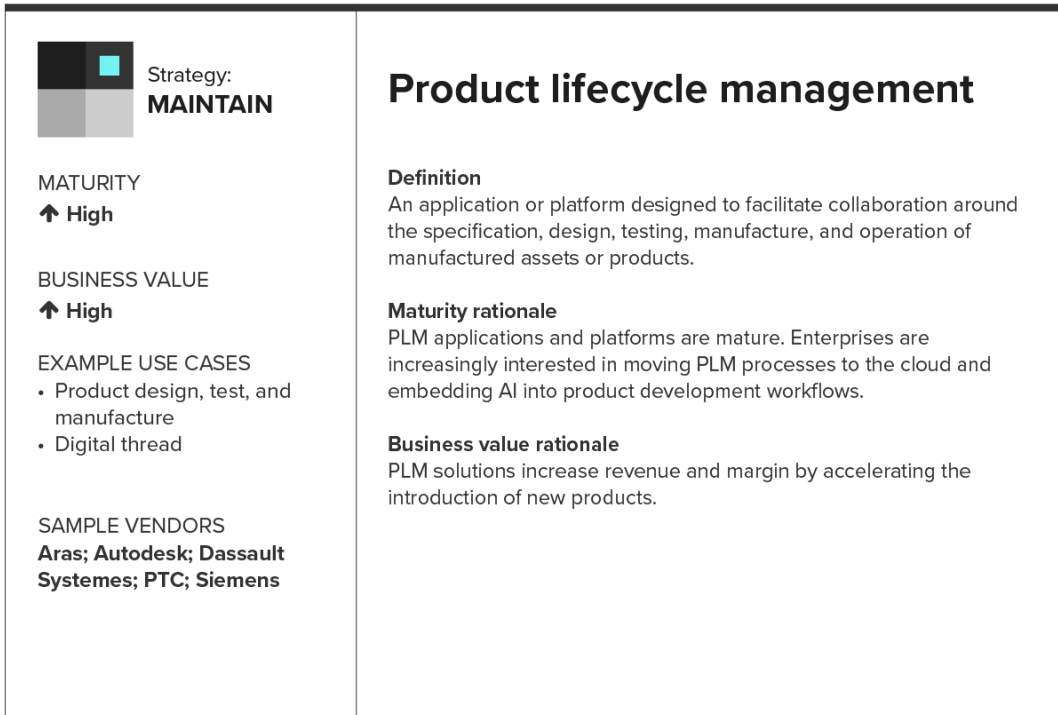 Strategy:
MAINTAIN
MATURITY
↑ High
BUSINESS VALUE
↑ High
EXAMPLE USE CASES
• Product design, test, and
manufacture
• Digital thread
SAMPLE VENDORS
Aras; Autodesk; Dassault
Systemes; PTC; Siemens
Product lifecycle management
Definition
An application or platform designed to facilitate collaboration around
the specification, design, testing, manufacture, and operation of
manufactured assets or products.
Maturity rationale
PLM applications and platforms are mature. Enterprises are
increasingly interested in moving PLM processes to the cloud and
embedding AI into product development workflows.
Business value rationale
PLM solutions increase revenue and margin by accelerating the
introduction of new products.